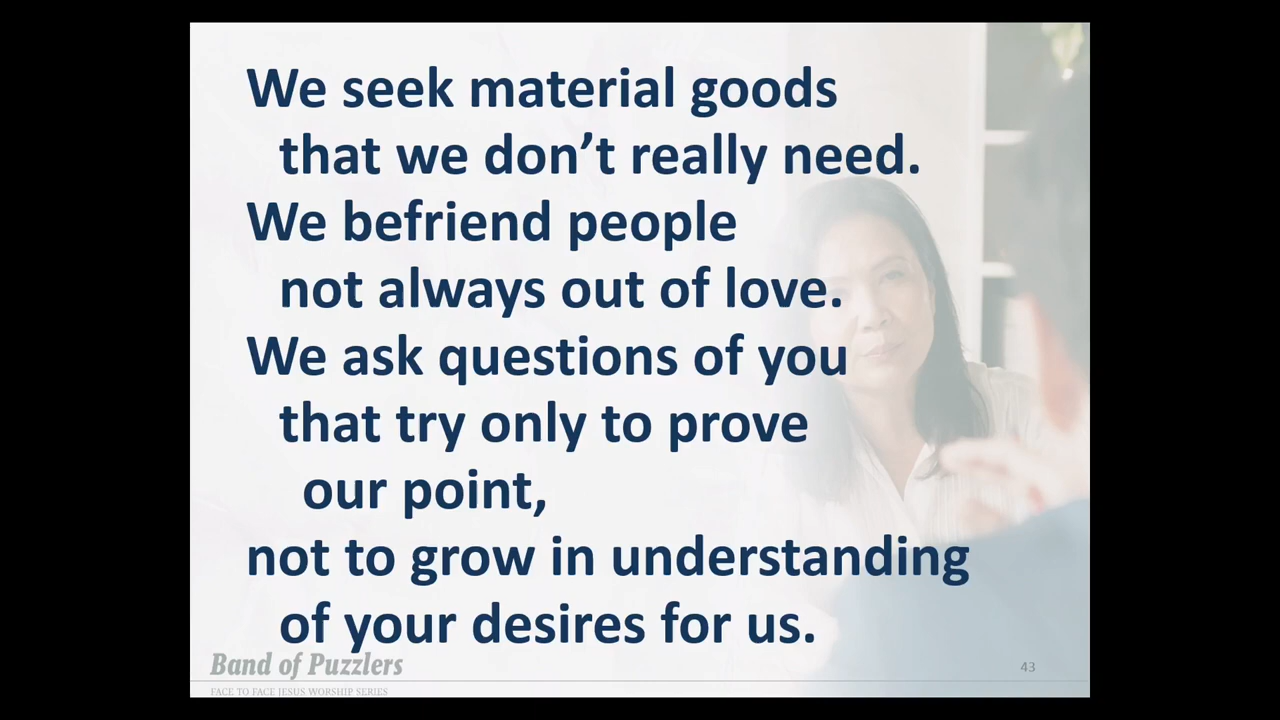 We seek material goods
that we don’t really need.
We befriend people
not always out of love.
We ask questions of you
that try only to prove
our point,
not to grow in understanding
of your desires for us.
Band of Puzzlers
43
FACE TO FACE JESUS WORSHIP SERIES